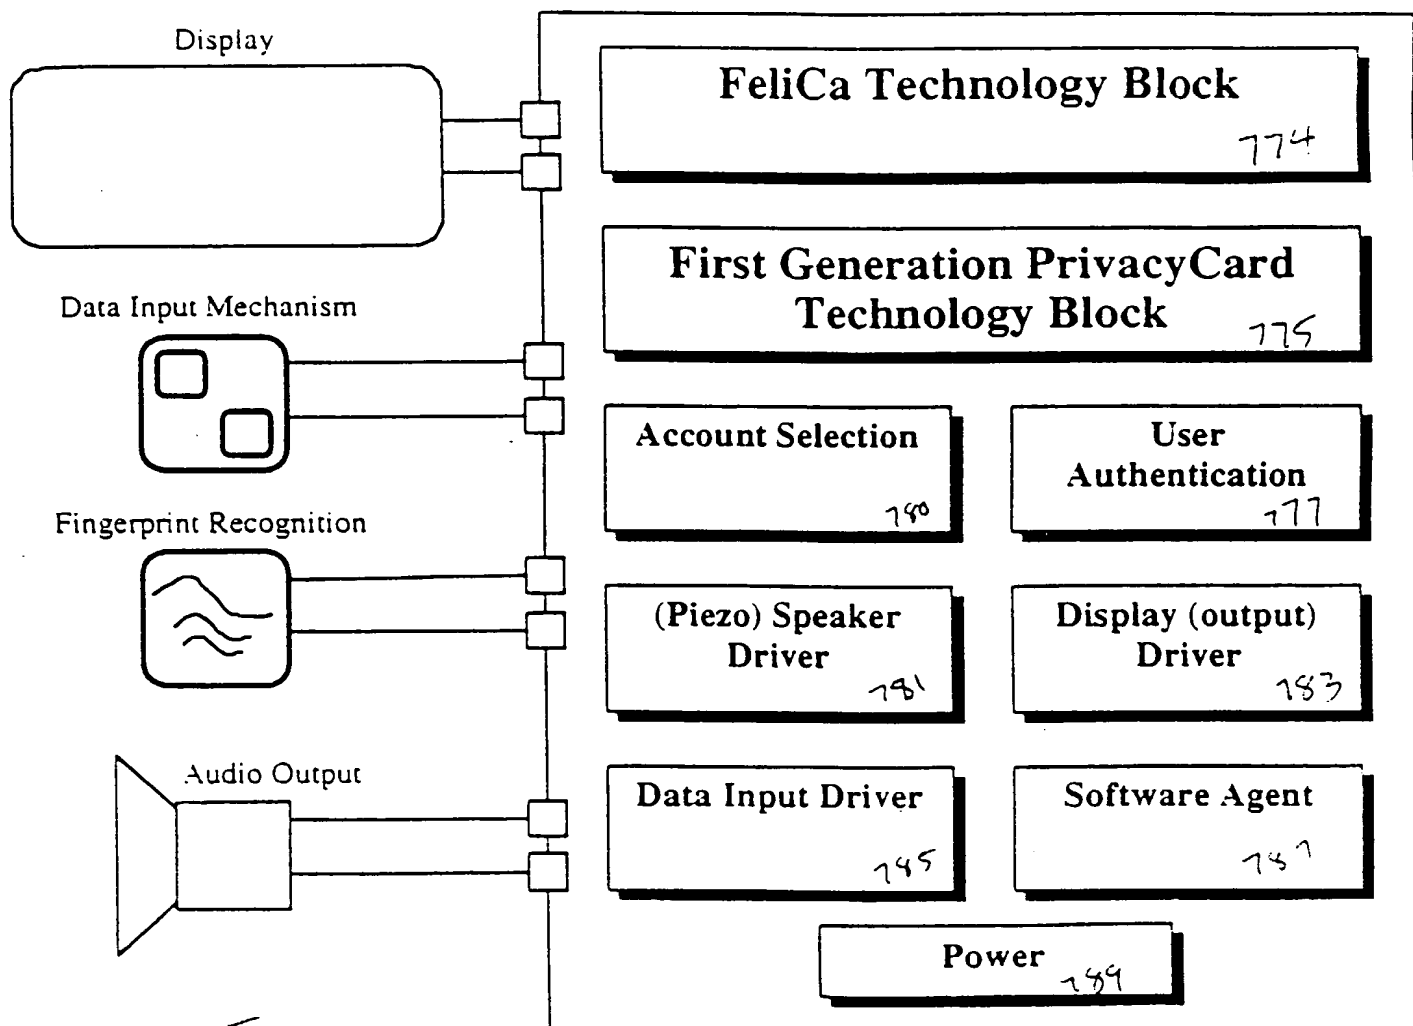 Display
FeliCa Technology Block
774
First Generation PrivacyCard
Technology Block
775
Data Input Mechanism
Account Selection
780
User
Authentication
777
Fingerprint Recognition
(Piezo) Speaker
Driver
781
Display (output)
Driver
783
Audio Output
Data Input Driver
785
Software Agent
787
Power
789